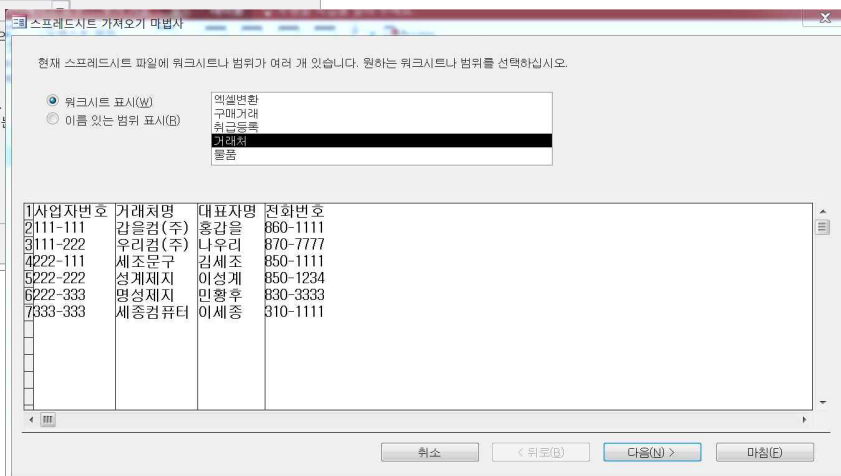 스프레드시트 가져오기 마법사
현재 스프레드시트 파일에 워크시트나 범위가 여러 개 있습니다. 원하는 워크시트나 범위를 선택하십시오.
워크시트 표시(W)
이름 있는 범위 표시(R)
엑셀변환
구매거래
취급등록
거래처
물품
1 사업자번호 거래처명 대표자명 전화번호
2 111-111 갑을컴(주) 홍갑을 860-1111
3 111-222 우리컴(주) 나우리 870-7777
4 222-111 세조문구 김세조 850-1111
5 222-222 성계제지 이성계 850-1234
6 222-333 명성제지 민황후 830-3333
7 333-333 세종컴퓨터 이세종 310-1111
취소
< 뒤로(B)
다음(N) >
마침(F)